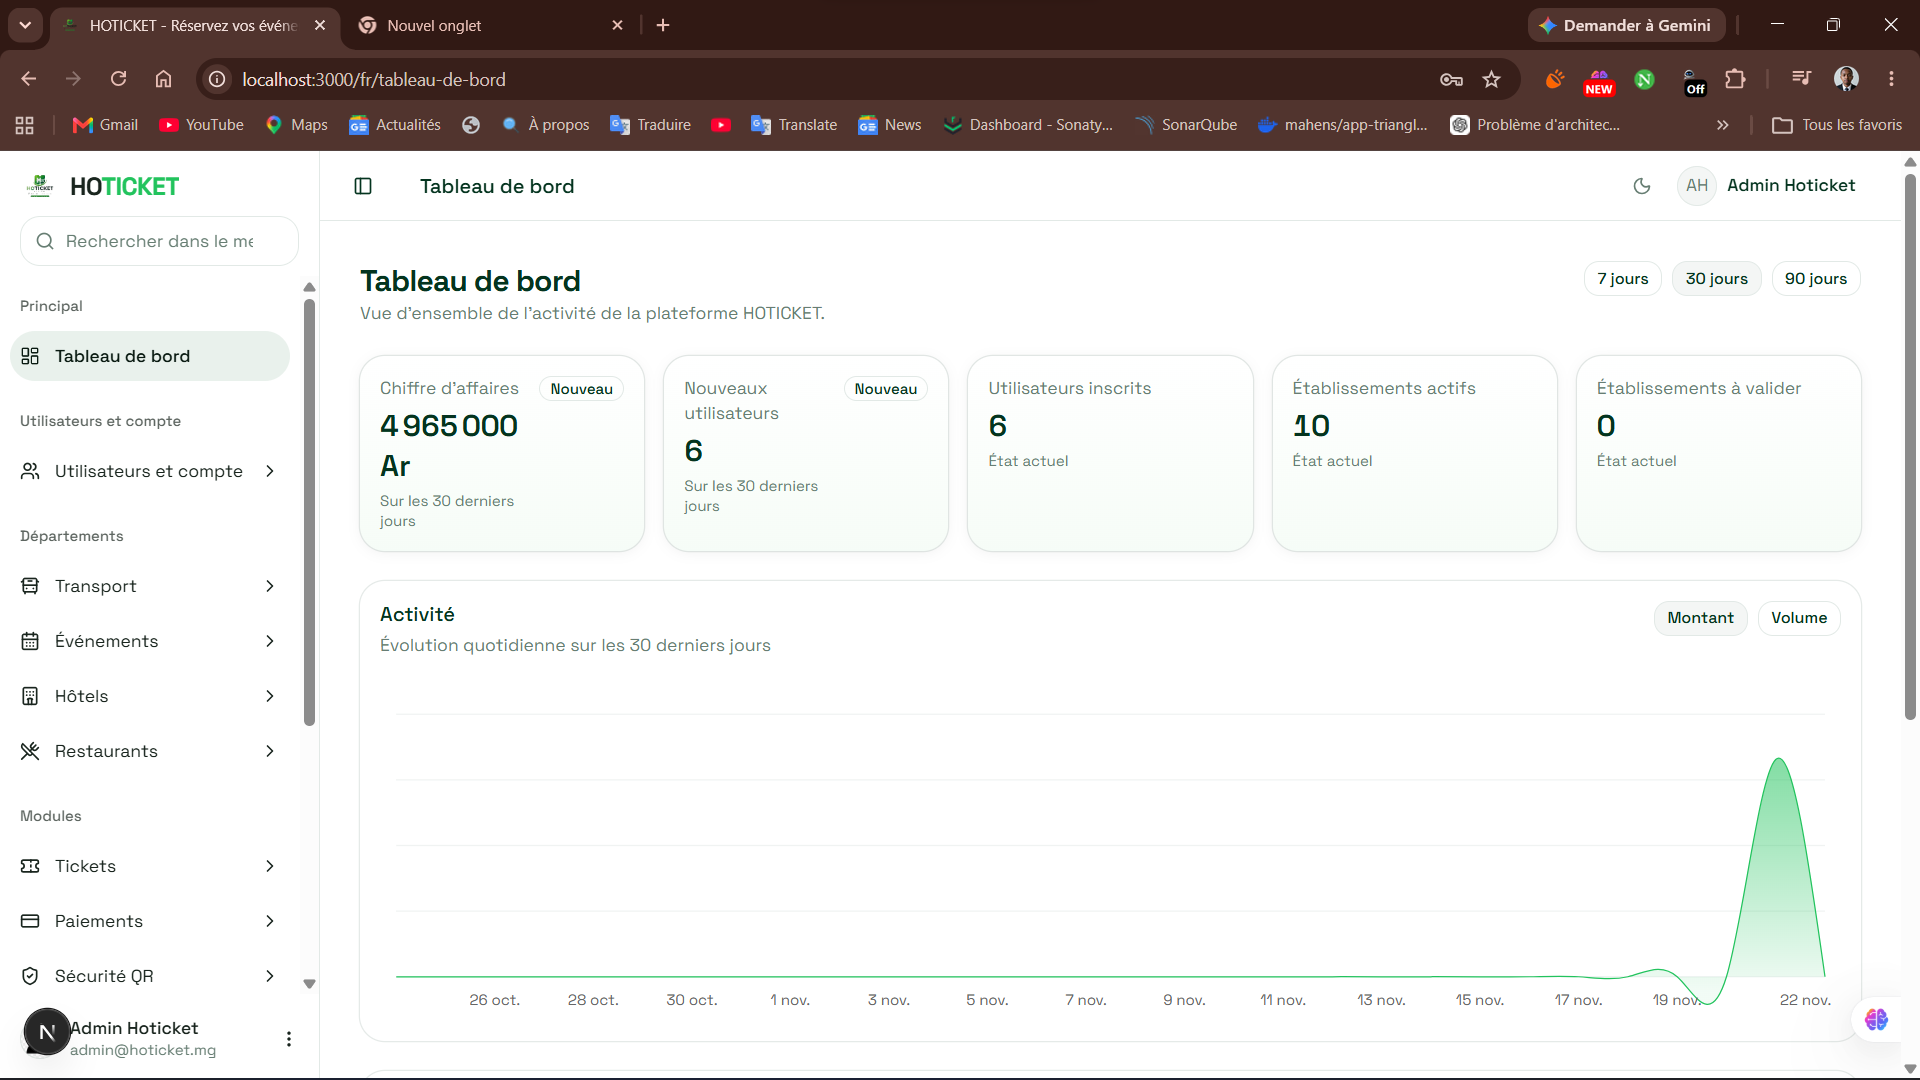 HOTICKET - Réservez vos événe
Nouvel onglet
Demander à Gemini
localhost:3000/fr/tableau-de-bord
NEW
N
Off
Gmail
YouTube
Maps
Actualités
À propos
Traduire
Translate
News
Dashboard - Sonaty...
SonarQube
mahens/app-triangl...
Problème d'architec...
Tous les favoris
HOTICKET
HOTICKET
Tableau de bord
AH
Admin Hoticket
Rechercher dans le me
Principal
Tableau de bord
Utilisateurs et compte
Utilisateurs et compte
Départements
Transport
Événements
Hôtels
Restaurants
Modules
Tickets
Paiements
Sécurité QR
N
Admin Hoticket
admin@hoticket.mg
Tableau de bord
Vue d'ensemble de l'activité de la plateforme HOTICKET.
7 jours
30 jours
90 jours
Chiffre d'affaires
Nouveau
4 965 000
Ar
Sur les 30 derniers
jours
Nouveaux
utilisateurs
Nouveau
6
Sur les 30 derniers
jours
Utilisateurs inscrits
6
État actuel
Établissements actifs
10
État actuel
Établissements à valider
0
État actuel
Activité
Évolution quotidienne sur les 30 derniers jours
Montant
Volume
26 oct.
28 oct.
30 oct.
1 nov.
3 nov.
5 nov.
7 nov.
9 nov.
11 nov.
13 nov.
15 nov.
17 nov.
19 nov.
22 nov.